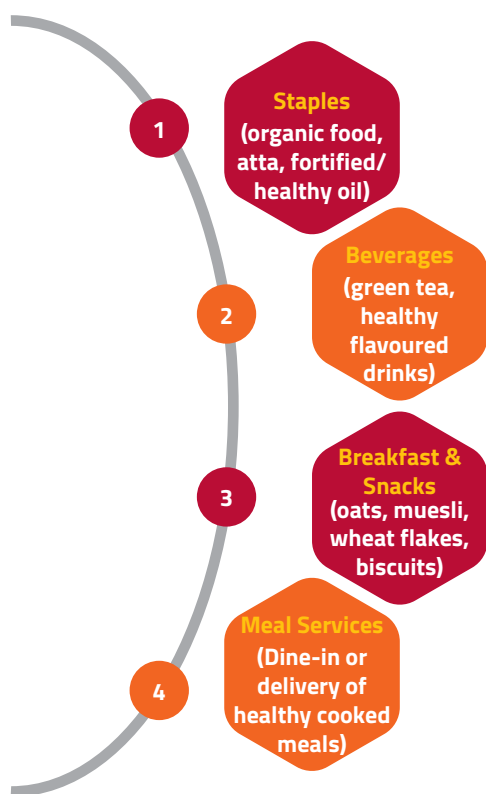 1
Staples
(organic food,
atta, fortified/
healthy oil)
2
Beverages
(green tea,
healthy
flavoured
drinks)
3
Breakfast &
Snacks
(oats, muesli,
wheat flakes,
biscuits)
4
Meal Services
(Dine-in or
delivery of
healthy cooked
meals)